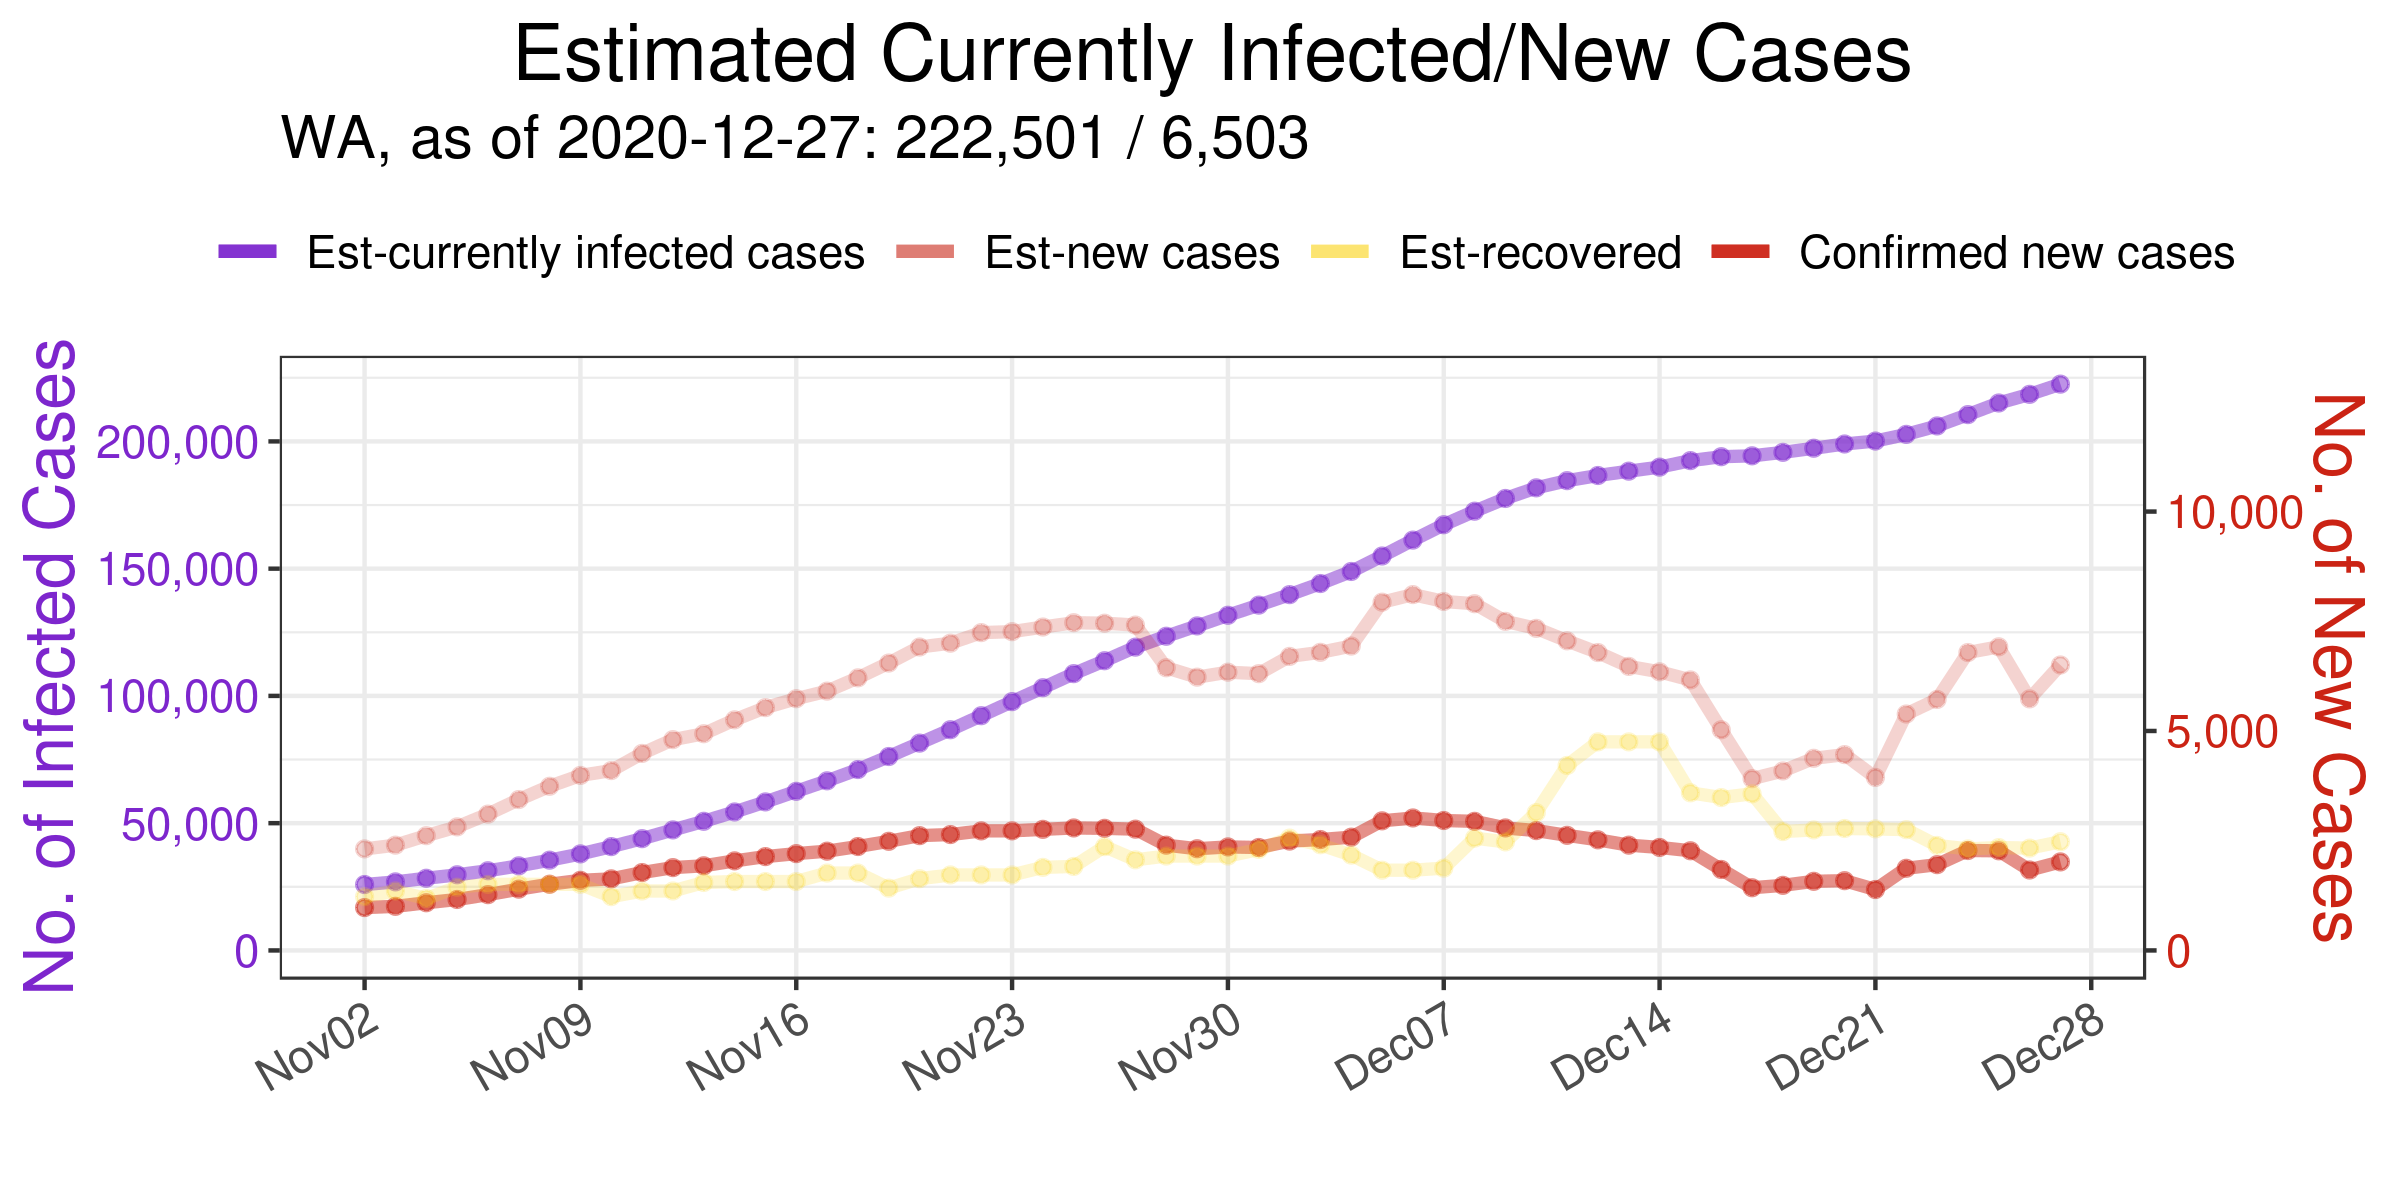 Estimated Currently Infected/New Cases
WA, as of 2020-12-27: 222,501 / 6,503
Est-currently infected cases Est-new cases Est-recovered Confirmed new cases
No. of Infected Cases
200,000
150,000
100,000
50,000
0
10,000
5,000
0
No. of New Cases
Nov02 Nov09 Nov16 Nov23 Nov30 Dec07 Dec14 Dec21 Dec28